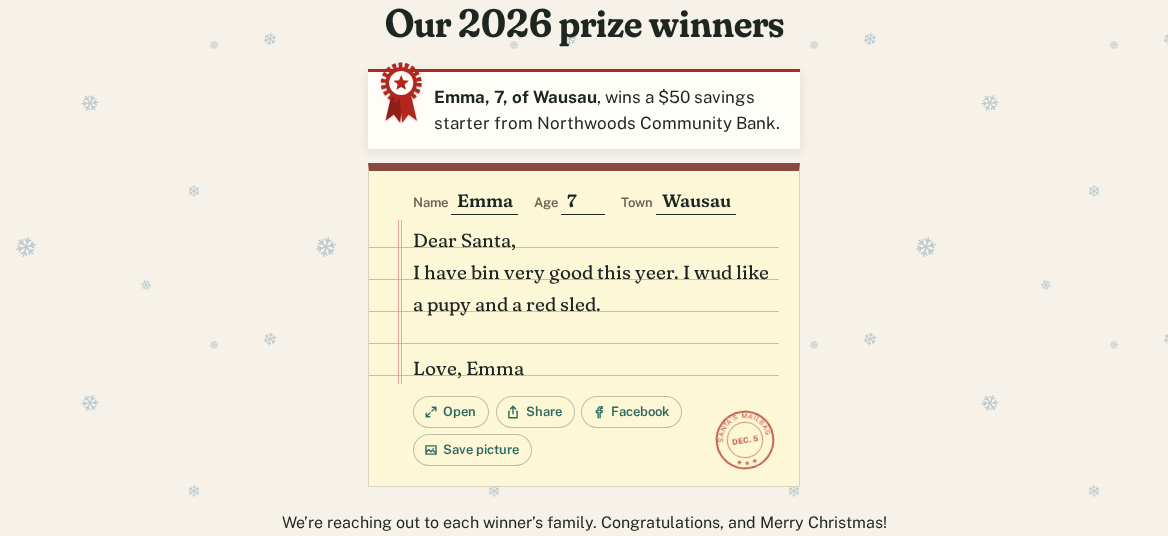 Our 2026 prize winners
Emma, 7, of Wausau, wins a $50 savings
starter from Northwoods Community Bank.
Name Emma Age 7 Town Wausau
Dear Santa,
I have bin very good this yeer. I wud like
a pupy and a red sled.
Love, Emma
Open Share Facebook
Save picture
SANTA'S MAILBAG
DEC. 5
We’re reaching out to each winner’s family. Congratulations, and Merry Christmas!